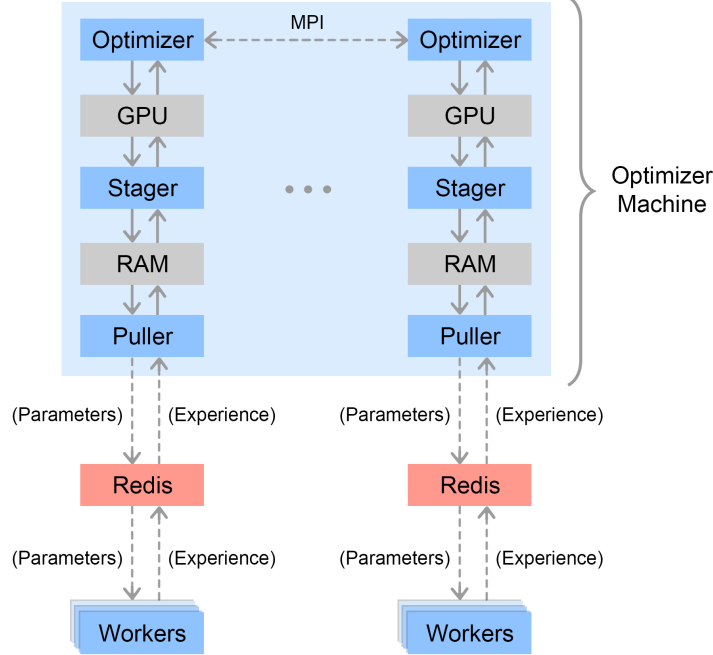 MPI
Optimizer
Optimizer
GPU
GPU
Stager
Stager
Optimizer
Machine
RAM
RAM
Puller
Puller
(Parameters)
(Experience)
(Parameters)
(Experience)
Redis
Redis
(Parameters)
(Experience)
(Parameters)
(Experience)
Workers
Workers